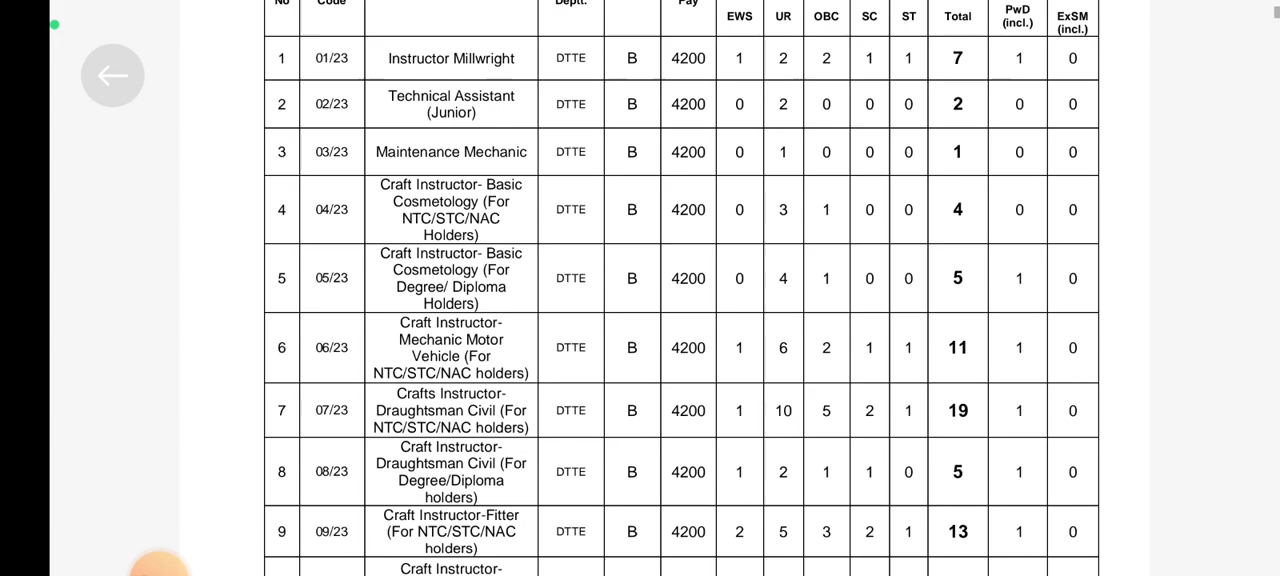 No Code Deptt. Pay
EWS UR OBC SC ST Total PwD (incl.) ExSM (incl.)
1 01/23 Instructor Millwright DTTE B 4200 1 2 2 1 1 7 1 0
2 02/23 Technical Assistant (Junior) DTTE B 4200 0 2 0 0 0 2 0 0
3 03/23 Maintenance Mechanic DTTE B 4200 0 1 0 0 0 1 0 0
4 04/23 Craft Instructor- Basic Cosmetology (For NTC/STC/NAC Holders) DTTE B 4200 0 3 1 0 0 4 0 0
5 05/23 Craft Instructor- Basic Cosmetology (For Degree/ Diploma Holders) DTTE B 4200 0 4 1 0 0 5 1 0
6 06/23 Craft Instructor- Mechanic Motor Vehicle (For NTC/STC/NAC holders) DTTE B 4200 1 6 2 1 1 11 1 0
7 07/23 Crafts Instructor- Draughtsman Civil (For NTC/STC/NAC holders) DTTE B 4200 1 10 5 2 1 19 1 0
8 08/23 Craft Instructor- Draughtsman Civil (For Degree/Diploma holders) DTTE B 4200 1 2 1 1 0 5 1 0
9 09/23 Craft Instructor-Fitter (For NTC/STC/NAC holders) DTTE B 4200 2 5 3 2 1 13 1 0
Craft Instructor-